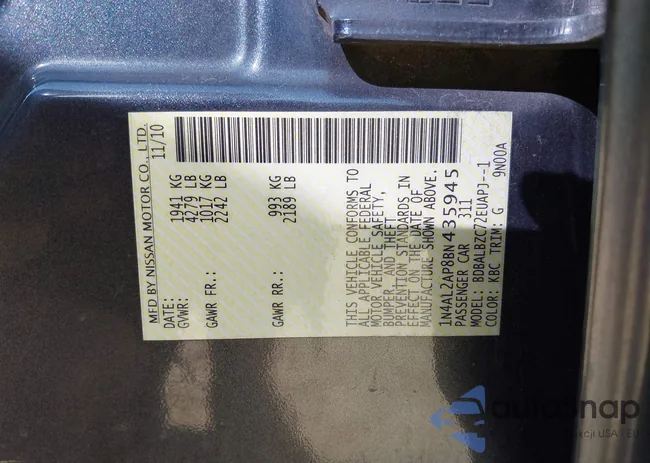 MFD BY NISSAN MOTOR CO., LTD.
DATE: 11/10
GVWR: 1941 KG
4279 LB
GAWR FR.: 1017 KG
2242 LB
GAWR RR.: 993 KG
2189 LB
THIS VEHICLE CONFORMS TO
ALL APPLICABLE FEDERAL
MOTOR VEHICLE SAFETY,
BUMPER, AND THEFT
PREVENTION STANDARDS IN
EFFECT ON THE DATE OF
MANUFACTURE SHOWN ABOVE.
1N4AL2AP8BN435945
PASSENGER CAR 311
MODEL: BDBALBZC72EUAPJ--1
COLOR: KBC TRIM: G 9N00A
autoSnap
akcji USA i EU